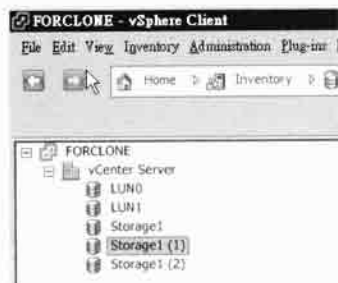 FORCLONE - vSphere Client
File Edit View Inventory Administration Plug-ins
Home Inventory
FORCLONE
vCenter Server
LUN0
LUN1
Storage1
Storage1 (1)
Storage1 (2)